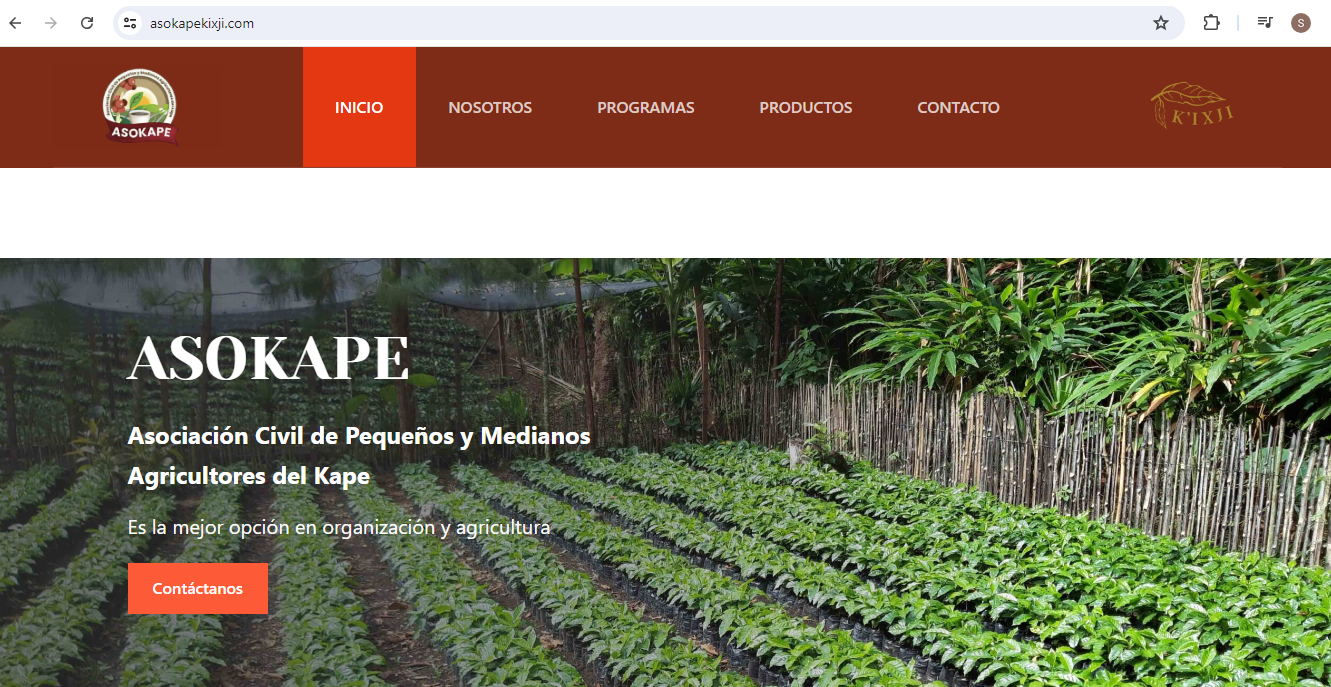 asokapekixji.com
S
ASOKAPE
INICIO
NOSOTROS
PROGRAMAS
PRODUCTOS
CONTACTO
K'IXJI
ASOKAPE
Asociación Civil de Pequeños y Medianos
Agricultores del Kape
Es la mejor opción en organización y agricultura
Contáctanos